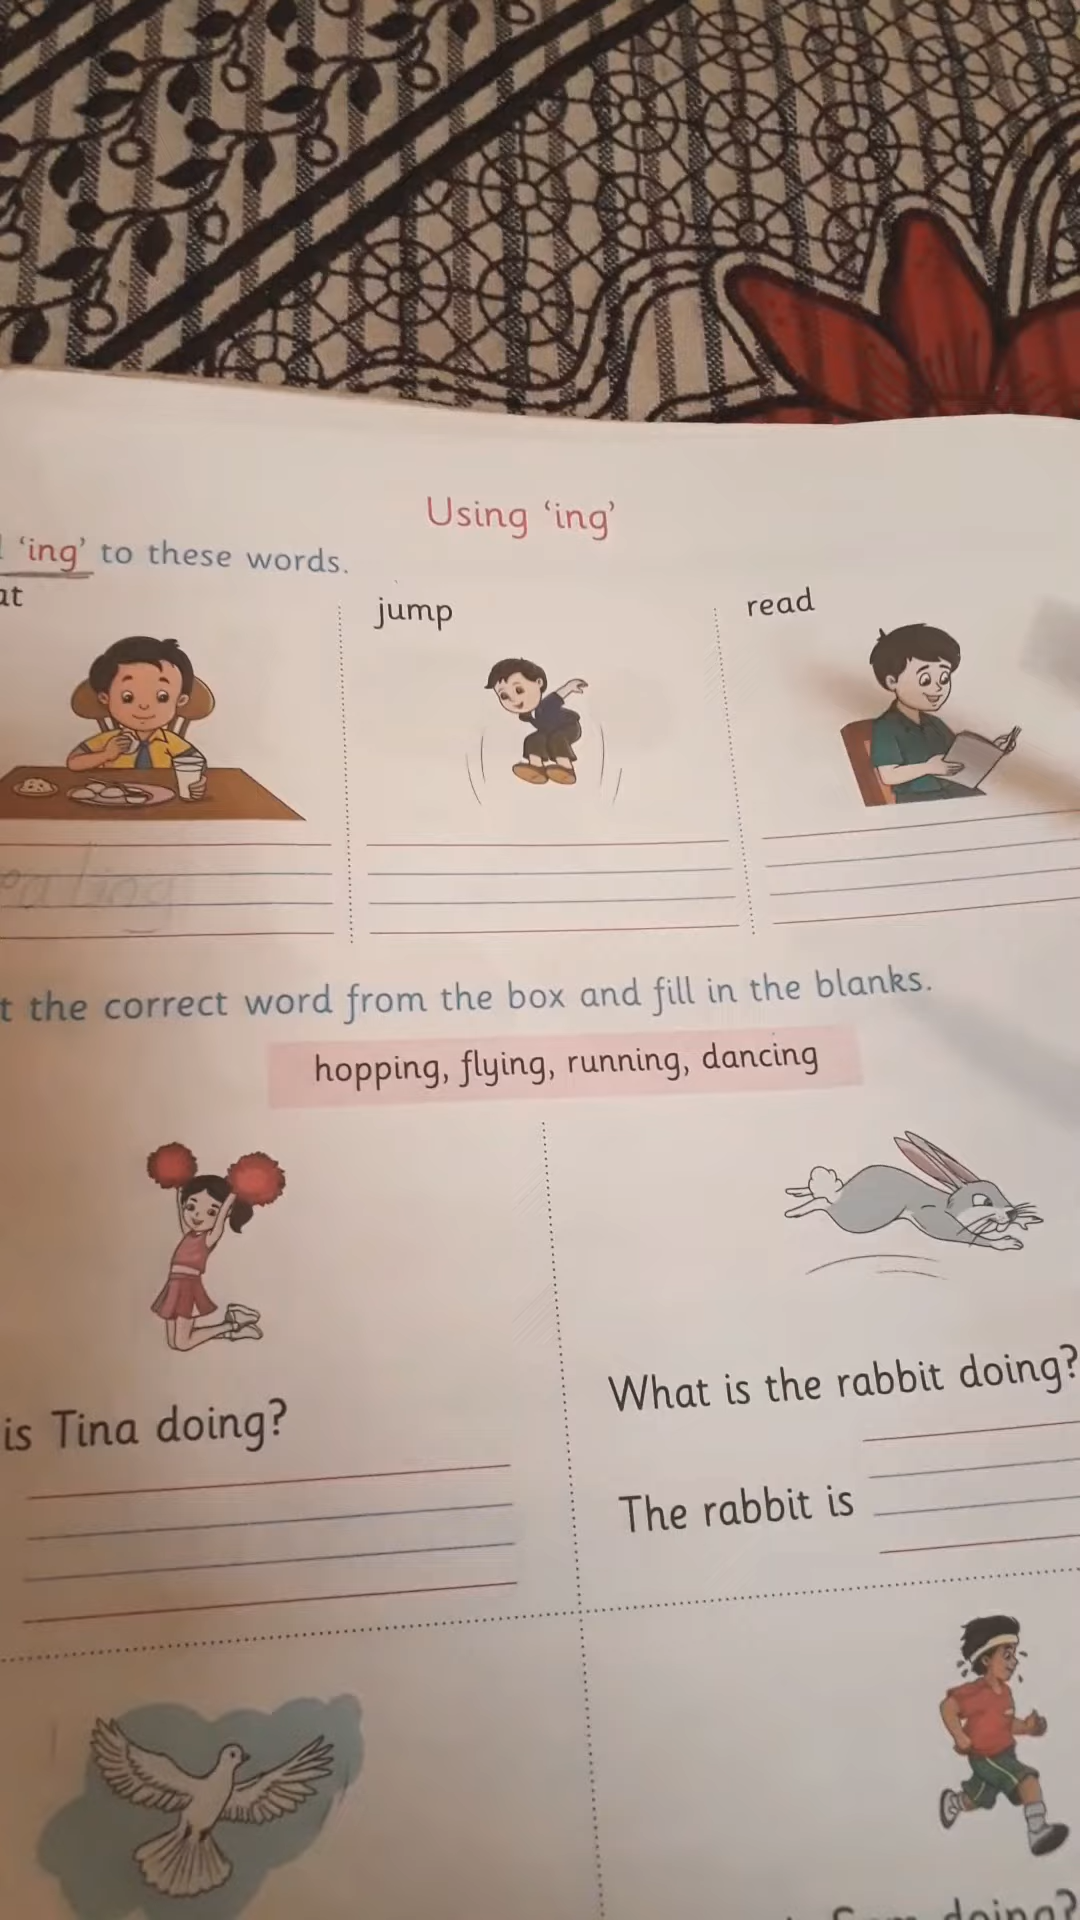 Using ‘ing’
‘ing’ to these words.
jump
read
the correct word from the box and fill in the blanks.
hopping, flying, running, dancing
is Tina doing?
What is the rabbit doing?
The rabbit is
doing?